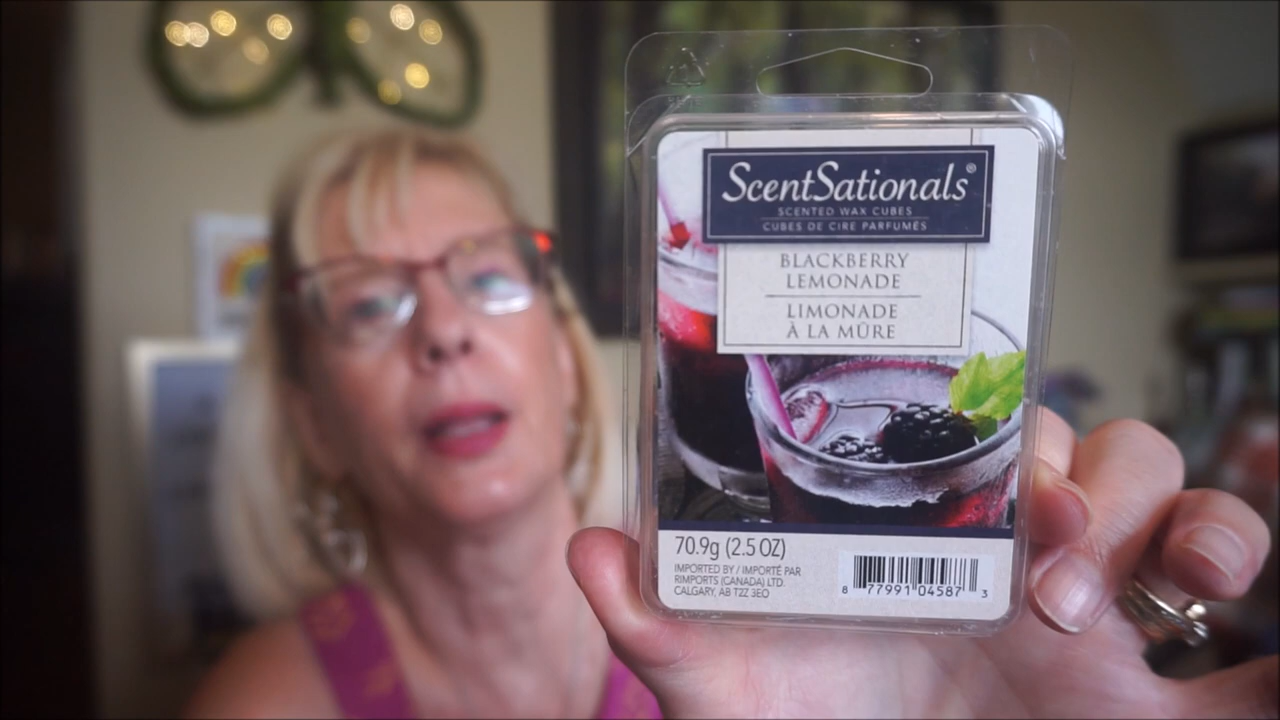 ScentSationals®
SCENTED WAX CUBES
CUBES DE CIRE PARFUMÉS
BLACKBERRY
LEMONADE
LIMONADE
À LA MÛRE
70.9g (2.5 OZ)
IMPORTED BY / IMPORTÉ PAR
RIMPORTS (CANADA) LTD.
CALGARY, AB T2Z 3E0
8 77991 04587 3